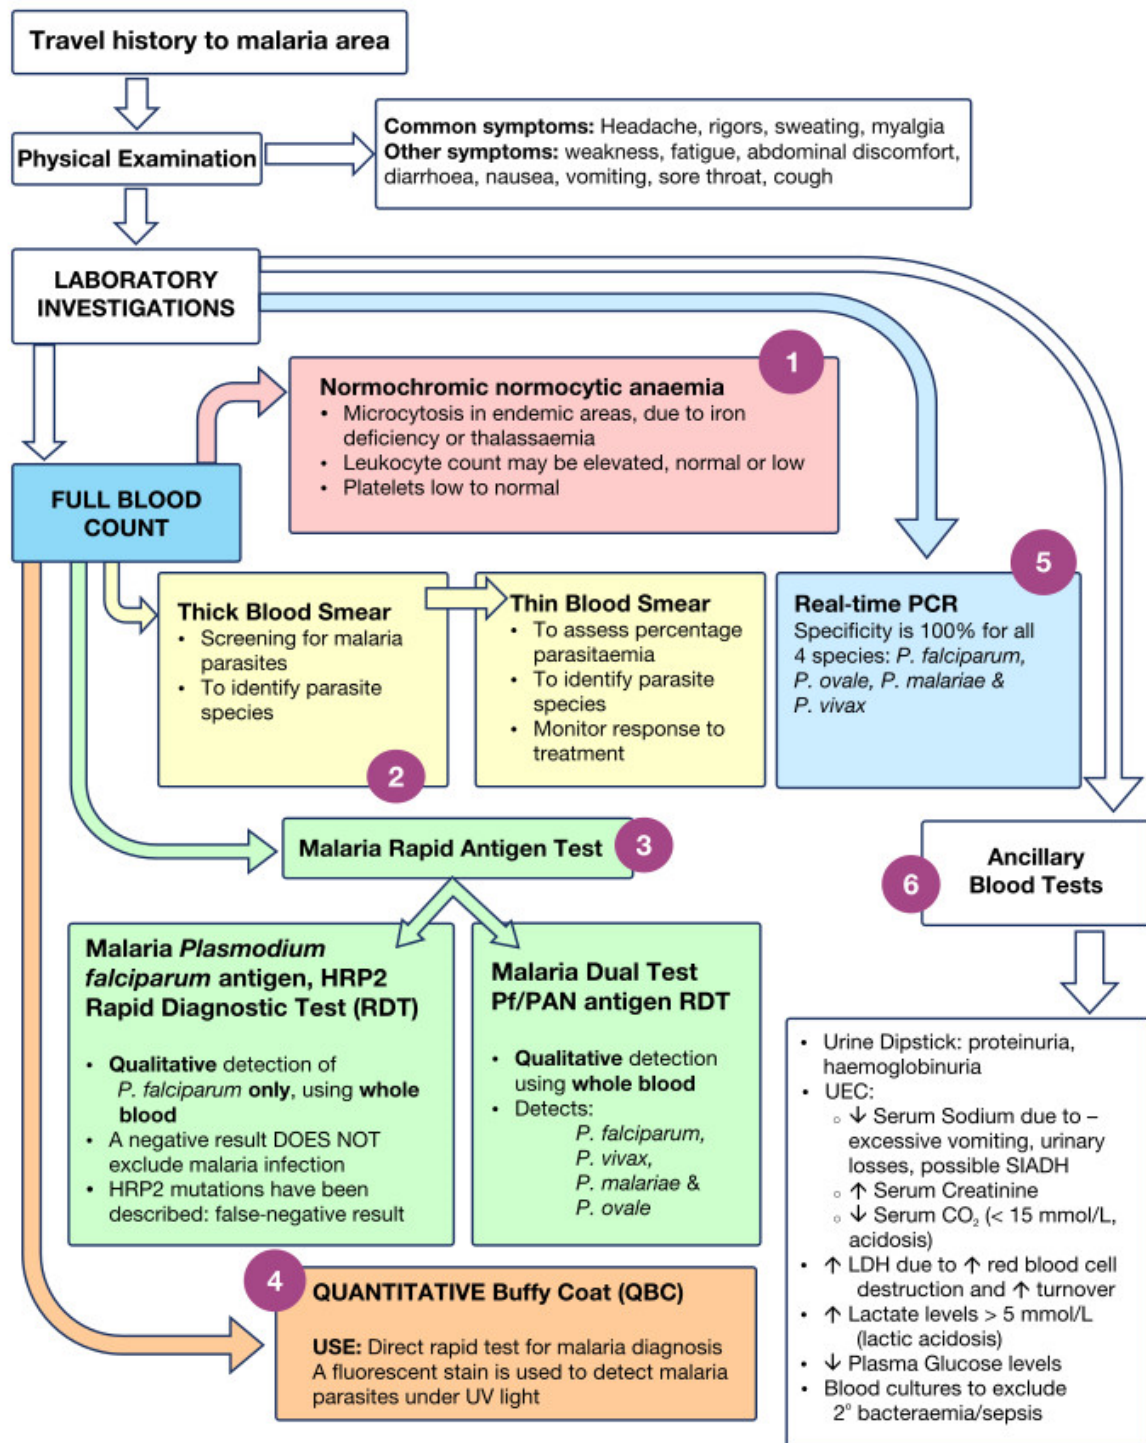 Travel history to malaria area
Physical Examination
Common symptoms: Headache, rigors, sweating, myalgia
Other symptoms: weakness, fatigue, abdominal discomfort,
diarrhoea, nausea, vomiting, sore throat, cough
LABORATORY
INVESTIGATIONS
1
Normochromic normocytic anaemia
• Microcytosis in endemic areas, due to iron
deficiency or thalassaemia
• Leukocyte count may be elevated, normal or low
• Platelets low to normal
FULL BLOOD
COUNT
Thick Blood Smear
• Screening for malaria
parasites
• To identify parasite
species
2
Thin Blood Smear
• To assess percentage
parasitaemia
• To identify parasite
species
• Monitor response to
treatment
5
Real-time PCR
Specificity is 100% for all
4 species: P. falciparum,
P. ovale, P. malariae &
P. vivax
Malaria Rapid Antigen Test
3
Malaria Plasmodium
falciparum antigen, HRP2
Rapid Diagnostic Test (RDT)
• Qualitative detection of
P. falciparum only, using whole
blood
• A negative result DOES NOT
exclude malaria infection
• HRP2 mutations have been
described: false-negative result
Malaria Dual Test
Pf/PAN antigen RDT
• Qualitative detection
using whole blood
• Detects:
P. falciparum,
P. vivax,
P. malariae &
P. ovale
4
QUANTITATIVE Buffy Coat (QBC)
USE: Direct rapid test for malaria diagnosis
A fluorescent stain is used to detect malaria
parasites under UV light
6
Ancillary
Blood Tests
• Urine Dipstick: proteinuria,
haemoglobinuria
• UEC:
○ ↓ Serum Sodium due to –
excessive vomiting, urinary
losses, possible SIADH
○ ↑ Serum Creatinine
○ ↓ Serum CO₂ (< 15 mmol/L,
acidosis)
• ↑ LDH due to ↑ red blood cell
destruction and ↑ turnover
• ↑ Lactate levels > 5 mmol/L
(lactic acidosis)
• ↓ Plasma Glucose levels
• Blood cultures to exclude
2° bacteraemia/sepsis